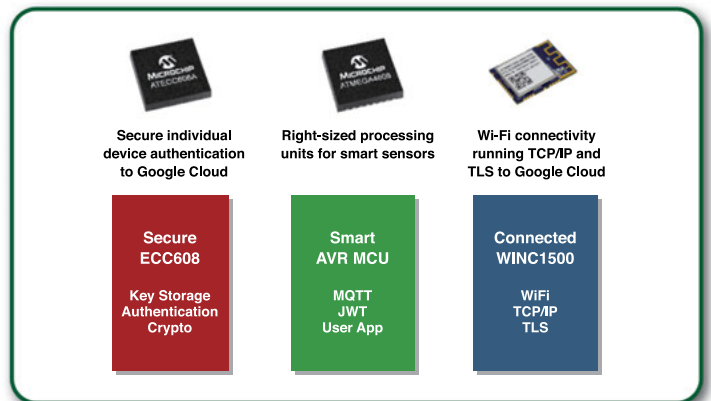 MICROCHIP
ATECC608A
MICROCHIP
ATMEGA4809
Secure individual
device authentication
to Google Cloud
Right-sized processing
units for smart sensors
Wi-Fi connectivity
running TCP/IP and
TLS to Google Cloud
Secure
ECC608
Key Storage
Authentication
Crypto
Smart
AVR MCU
MQTT
JWT
User App
Connected
WINC1500
WiFi
TCP/IP
TLS